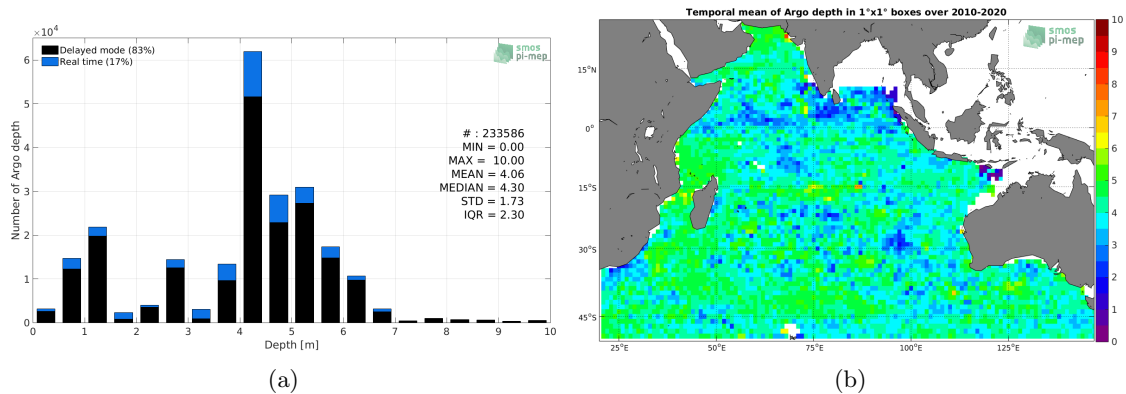 ×10⁴
6
5
4
3
2
1
0
Number of Argo depth
Delayed mode (83%)
Real time (17%)
smos
pi-mep
# : 233586
MIN = 0.00
MAX = 10.00
MEAN = 4.06
MEDIAN = 4.30
STD = 1.73
IQR = 2.30
0 1 2 3 4 5 6 7 8 9 10
Depth [m]
(a)
Temporal mean of Argo depth in 1°x1° boxes over 2010-2020
smos
pi-mep
15°N
0°
15°S
30°S
45°S
25°E 50°E 75°E 100°E 125°E
10
9
8
7
6
5
4
3
2
1
0
(b)